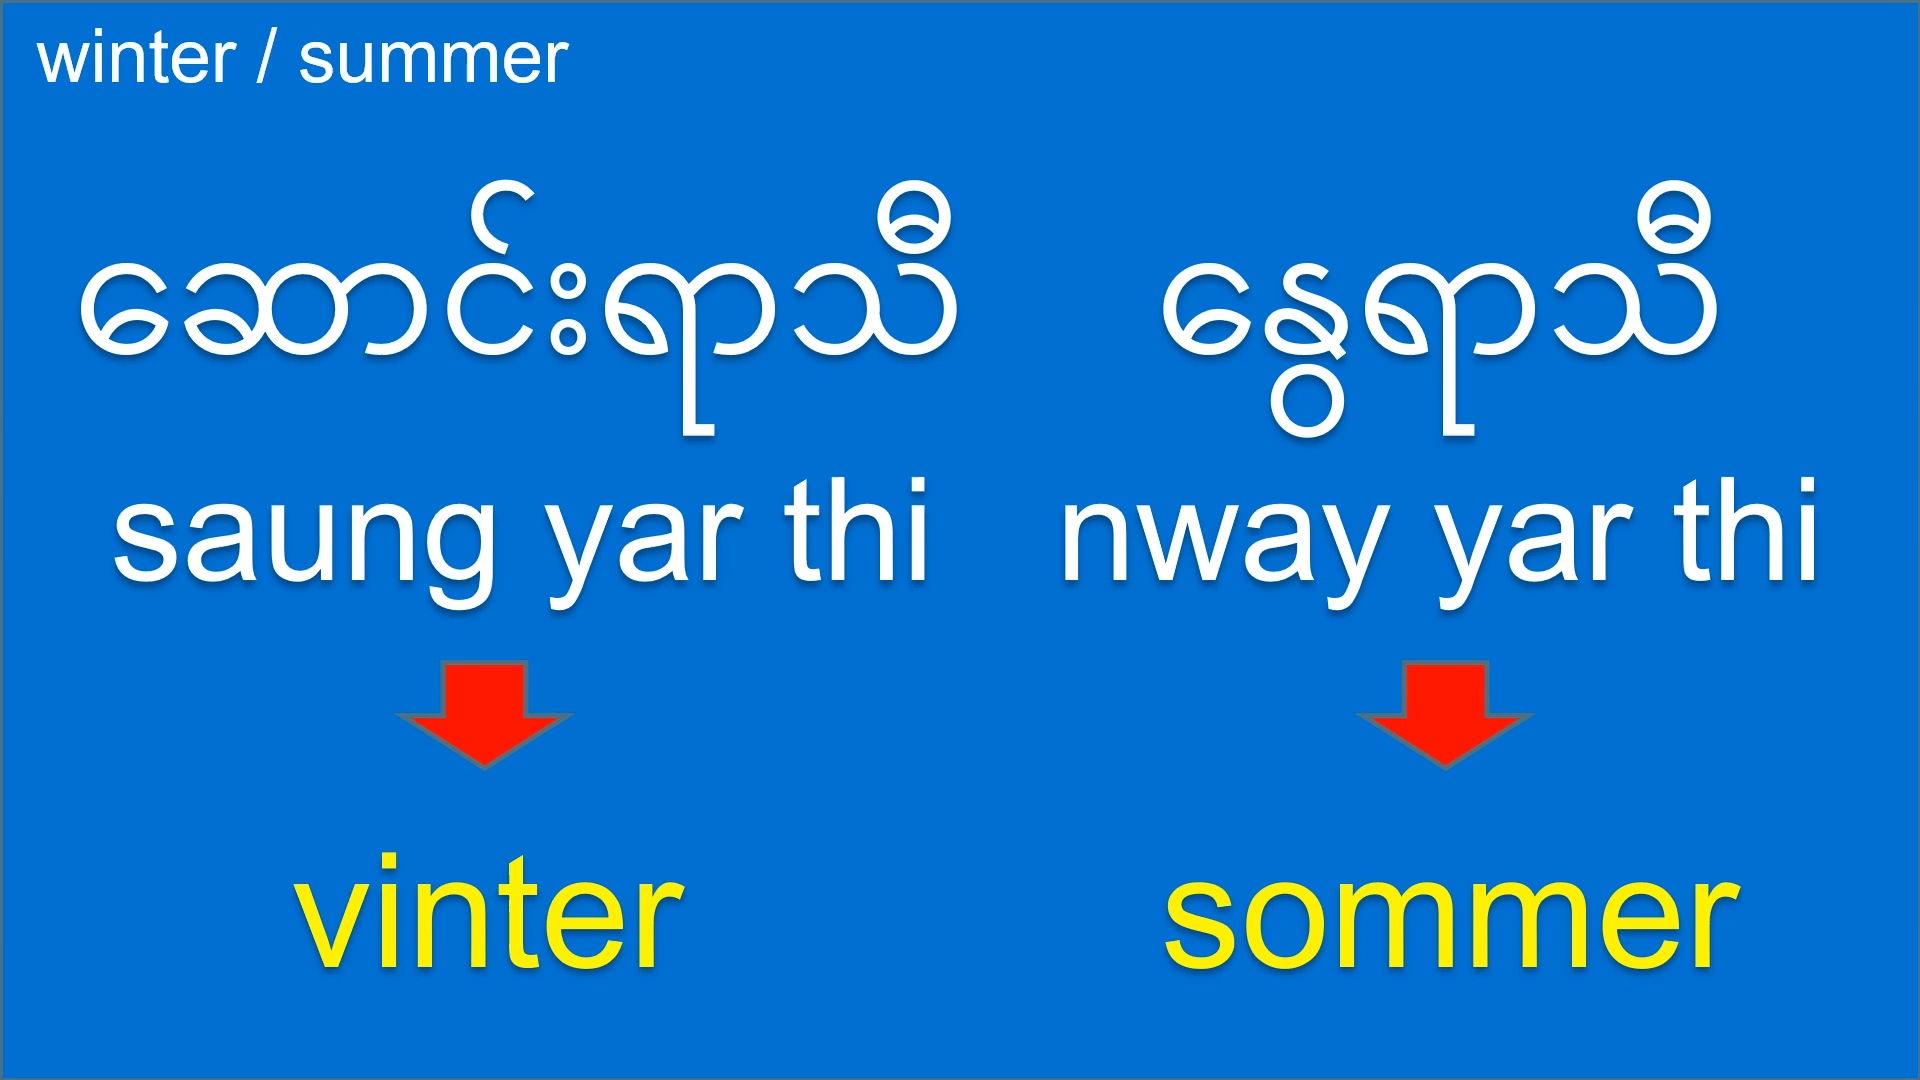 winter / summer
ဆောင်းရာသီ နွေရာသီ
saung yar thi nway yar thi
vinter sommer